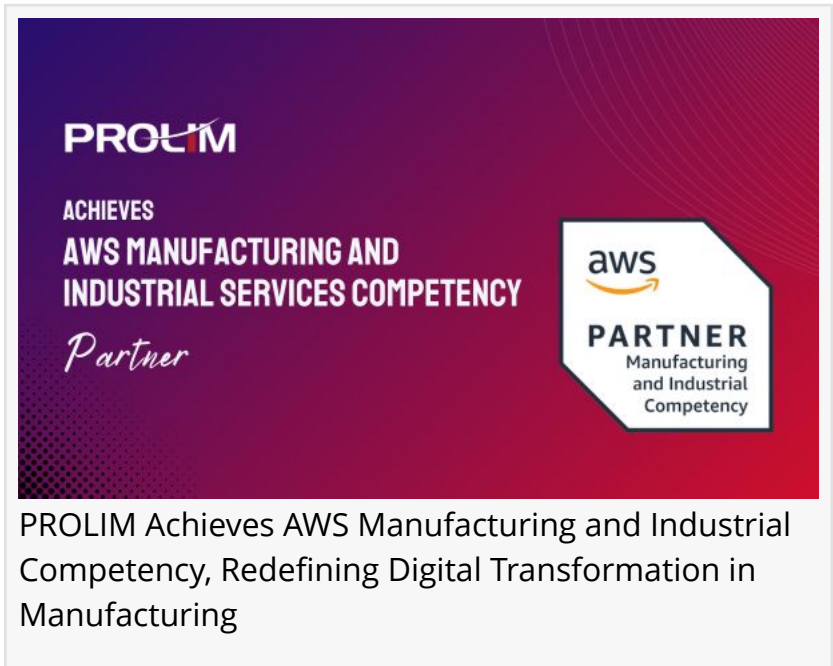 PROLIM
ACHIEVES
AWS MANUFACTURING AND
INDUSTRIAL SERVICES COMPETENCY
Partner
aws
PARTNER
Manufacturing
and Industrial
Competency
PROLIM Achieves AWS Manufacturing and Industrial
Competency, Redefining Digital Transformation in
Manufacturing